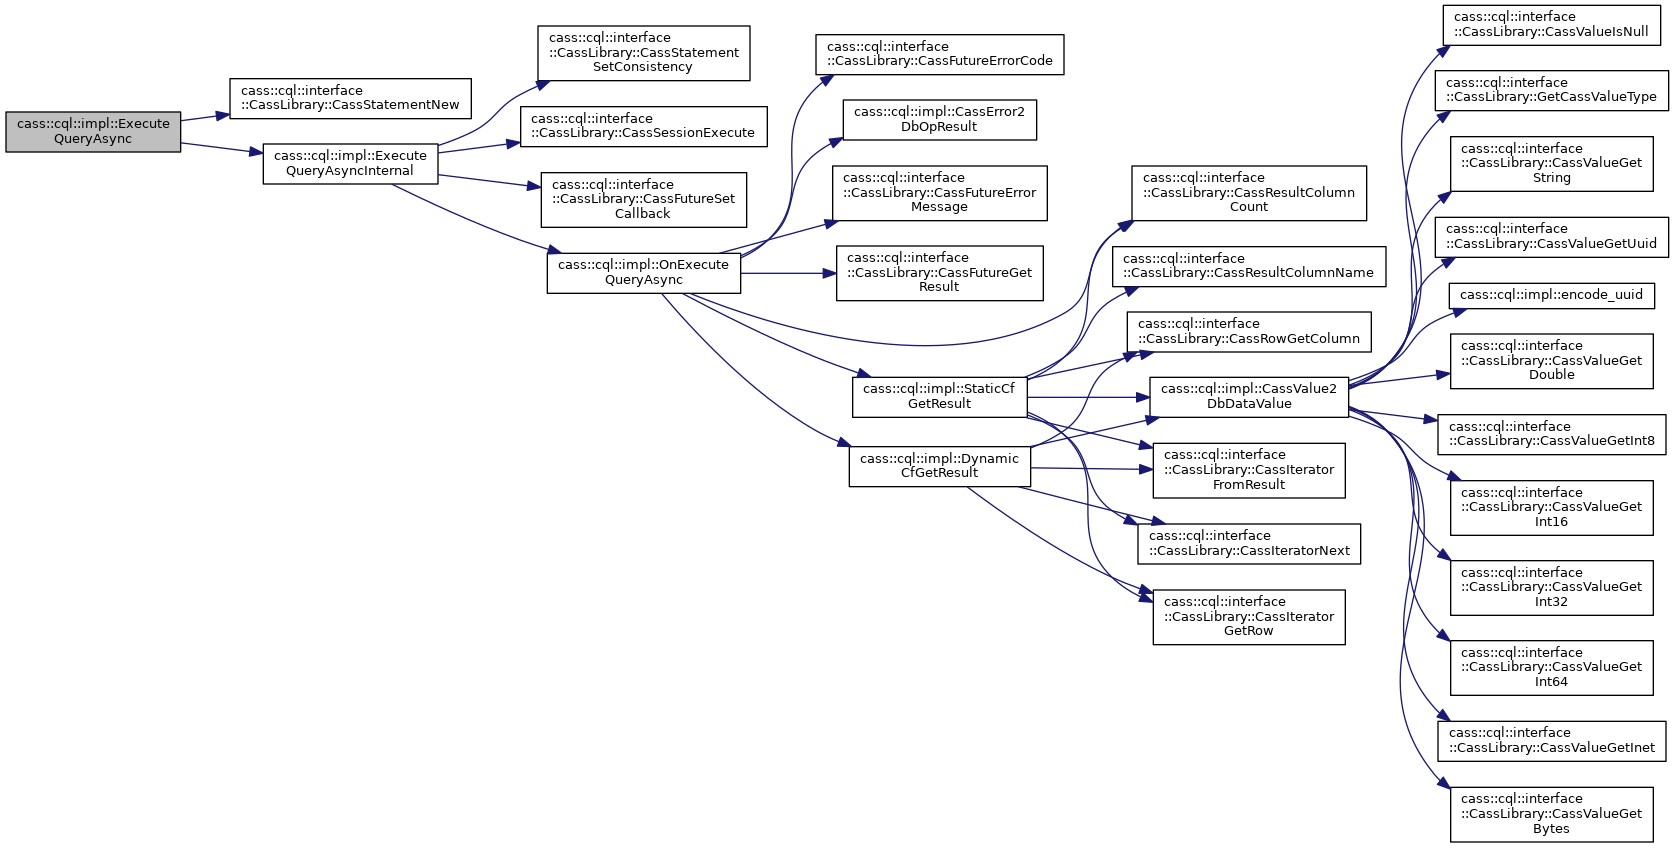 cass::cql::impl::Execute
QueryAsync
cass::cql::interface
::CassLibrary::CassStatementNew
cass::cql::impl::Execute
QueryAsyncInternal
cass::cql::interface
::CassLibrary::CassStatement
SetConsistency
cass::cql::interface
::CassLibrary::CassSessionExecute
cass::cql::interface
::CassLibrary::CassFutureSet
Callback
cass::cql::impl::OnExecute
QueryAsync
cass::cql::interface
::CassLibrary::CassFutureErrorCode
cass::cql::impl::CassError2
DbOpResult
cass::cql::interface
::CassLibrary::CassFutureError
Message
cass::cql::interface
::CassLibrary::CassFutureGet
Result
cass::cql::impl::StaticCf
GetResult
cass::cql::impl::Dynamic
CfGetResult
cass::cql::interface
::CassLibrary::CassResultColumn
Count
cass::cql::interface
::CassLibrary::CassResultColumnName
cass::cql::interface
::CassLibrary::CassRowGetColumn
cass::cql::impl::CassValue2
DbDataValue
cass::cql::interface
::CassLibrary::CassIterator
FromResult
cass::cql::interface
::CassLibrary::CassIteratorNext
cass::cql::interface
::CassLibrary::CassIterator
GetRow
cass::cql::interface
::CassLibrary::CassValueIsNull
cass::cql::interface
::CassLibrary::GetCassValueType
cass::cql::interface
::CassLibrary::CassValueGet
String
cass::cql::interface
::CassLibrary::CassValueGetUuid
cass::cql::impl::encode_uuid
cass::cql::interface
::CassLibrary::CassValueGet
Double
cass::cql::interface
::CassLibrary::CassValueGetInt8
cass::cql::interface
::CassLibrary::CassValueGet
Int16
cass::cql::interface
::CassLibrary::CassValueGet
Int32
cass::cql::interface
::CassLibrary::CassValueGet
Int64
cass::cql::interface
::CassLibrary::CassValueGetInet
cass::cql::interface
::CassLibrary::CassValueGet
Bytes